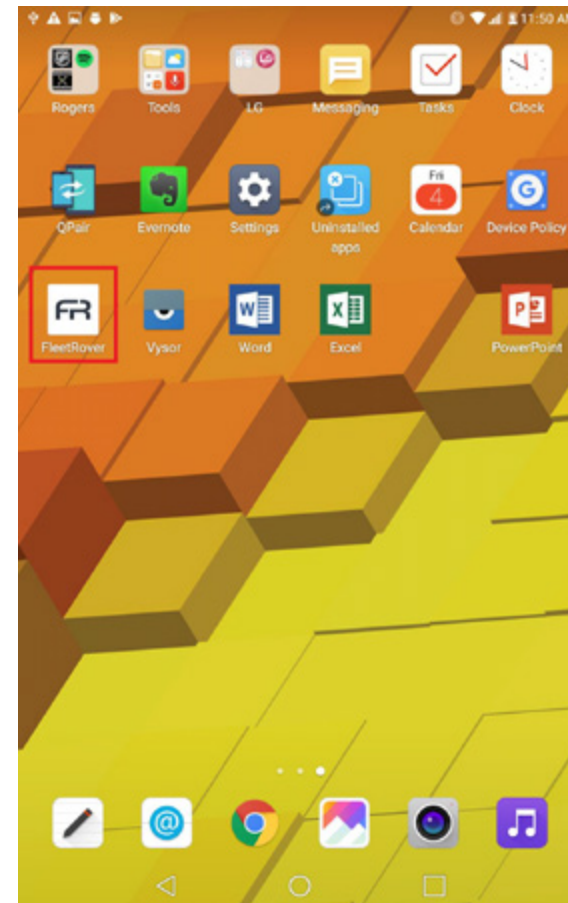 11:50 AM
Rogers Tools LG Messaging Tasks Clock
Fri
4
G
QPair Evernote Settings Uninstalled apps Calendar Device Policy
FR
W
X
P
FleetRover Vysor Word Excel PowerPoint
@